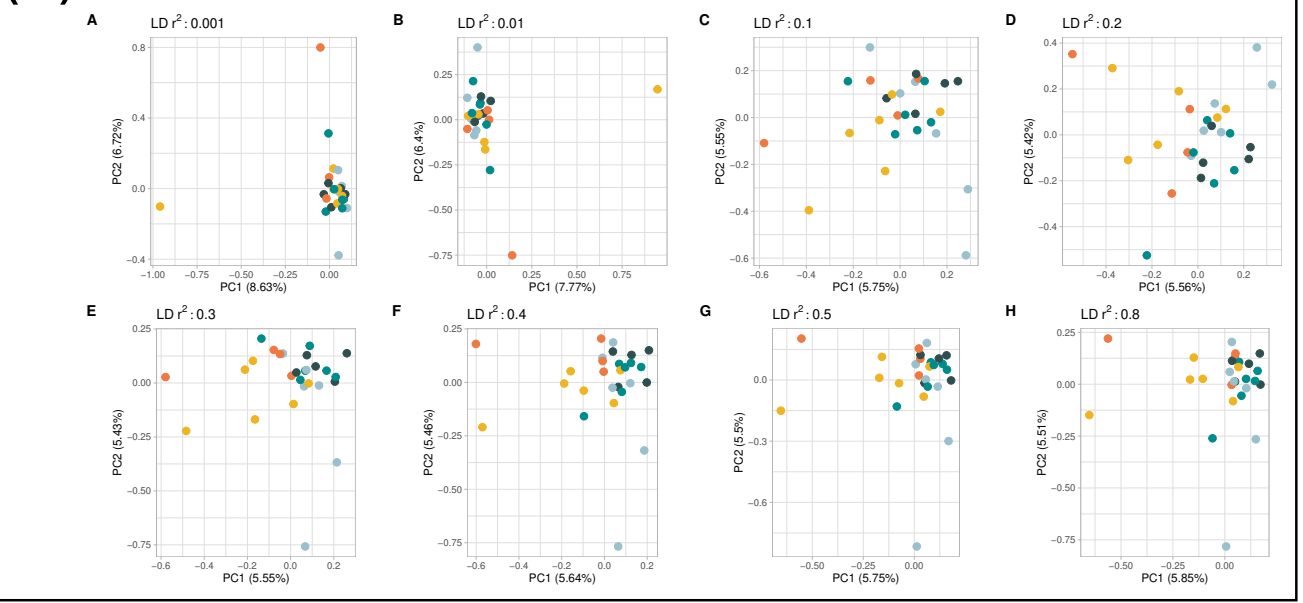 A LD r²: 0.001
0.8
0.4
0.0
−0.4
PC2 (6.72%)
−1.00 −0.75 −0.50 −0.25 0.00
PC1 (8.63%)
B LD r²: 0.01
0.25
0.00
−0.25
−0.50
−0.75
PC2 (6.4%)
0.00 0.25 0.50 0.75
PC1 (7.77%)
C LD r²: 0.1
0.2
0.0
−0.2
−0.4
−0.6
PC2 (5.55%)
−0.6 −0.4 −0.2 0.0 0.2
PC1 (5.75%)
D LD r²: 0.2
0.4
0.2
0.0
−0.2
−0.4
PC2 (5.42%)
−0.4 −0.2 0.0 0.2
PC1 (5.56%)
E LD r²: 0.3
0.25
0.00
−0.25
−0.50
−0.75
PC2 (5.43%)
−0.6 −0.4 −0.2 0.0 0.2
PC1 (5.55%)
F LD r²: 0.4
0.25
0.00
−0.25
−0.50
−0.75
PC2 (5.46%)
−0.6 −0.4 −0.2 0.0 0.2
PC1 (5.64%)
G LD r²: 0.5
0.0
−0.3
−0.6
PC2 (5.5%)
−0.50 −0.25 0.00
PC1 (5.75%)
H LD r²: 0.8
0.25
0.00
−0.25
−0.50
−0.75
PC2 (5.51%)
−0.50 −0.25 0.00
PC1 (5.85%)